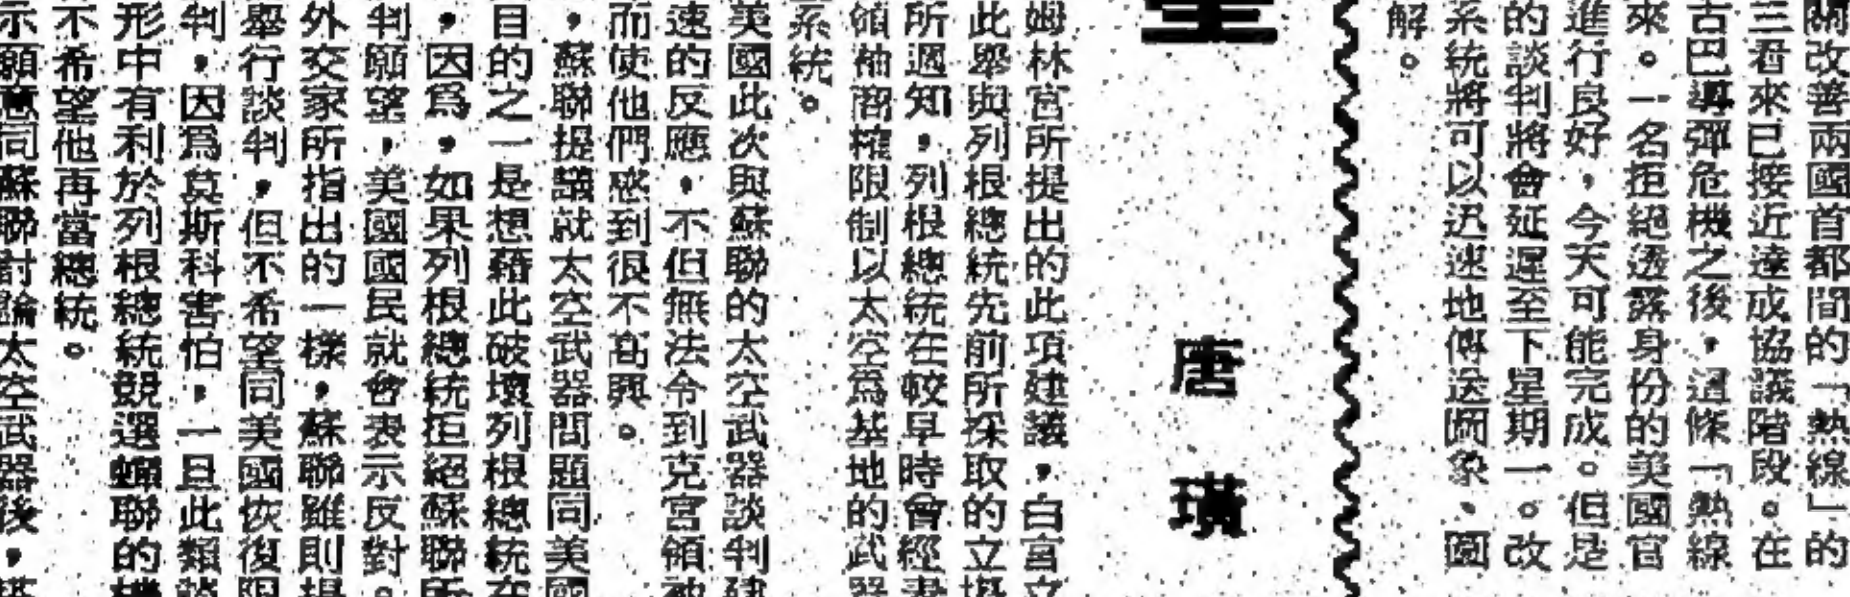 關改善兩國首都間的「熱線」的
三君來已接近達成協議階段。在
古巴導彈危機之後，這條「熱線
來。一名拒絕透露身份的美國官
進行良好，今天可能完成。但是
的談判將會延遲至下星期一。改
系統將可以迅速地傳送圖象、圖
解。
唐璜
姆林宮所提出的此項建議，白宮立
此舉與列根總統先前所採取的立場
所週知，列根總統在較早時會經
領袖商榷限制以太空為基地的武器
系統。
美國此次與蘇聯的太空武器談判建
速的反應，不但無法令到克宮領袖
而使他們感到很不高興。
，蘇聯提議就太空武器問題同美國
目的之一是想藉此破壞列根總統在
，因為，如果列根總統拒絕蘇聯所
判願望，美國國民就會表示反對。
外交家所指出的一樣，蘇聯雖則提
舉行談判，但不希望同美國恢復限
判，因為莫斯科害怕，一旦此類談
形中有利於列根總統競選蟬聯的機
不希望他再當總統。
示願意同蘇聯討論太空武器後，